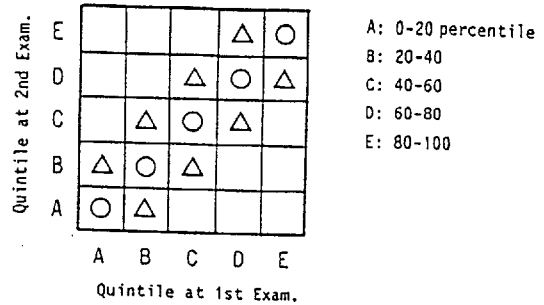 Quintile at 2nd Exam.
E
D
C
B
A
A B C D E
Quintile at 1st Exam.
A: 0-20 percentile
B: 20-40
C: 40-60
D: 60-80
E: 80-100